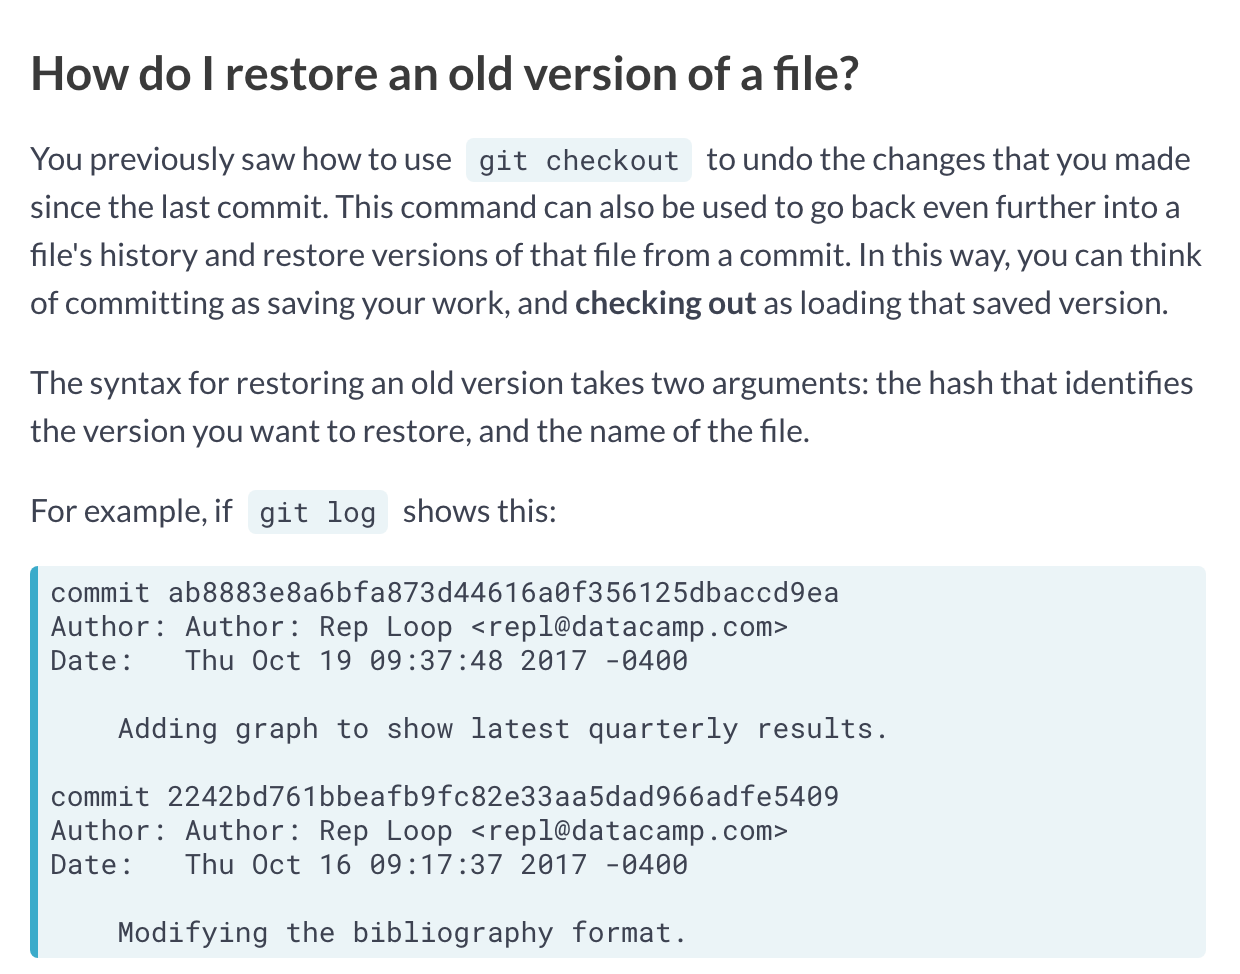 How do I restore an old version of a file?
You previously saw how to use git checkout to undo the changes that you made
since the last commit. This command can also be used to go back even further into a
file's history and restore versions of that file from a commit. In this way, you can think
of committing as saving your work, and checking out as loading that saved version.
The syntax for restoring an old version takes two arguments: the hash that identifies
the version you want to restore, and the name of the file.
For example, if git log shows this:
commit ab8883e8a6bfa873d44616a0f356125dbaccd9ea
Author: Author: Rep Loop <repl@datacamp.com>
Date:   Thu Oct 19 09:37:48 2017 -0400
    Adding graph to show latest quarterly results.
commit 2242bd761bbeafb9fc82e33aa5dad966adfe5409
Author: Author: Rep Loop <repl@datacamp.com>
Date:   Thu Oct 16 09:17:37 2017 -0400
    Modifying the bibliography format.